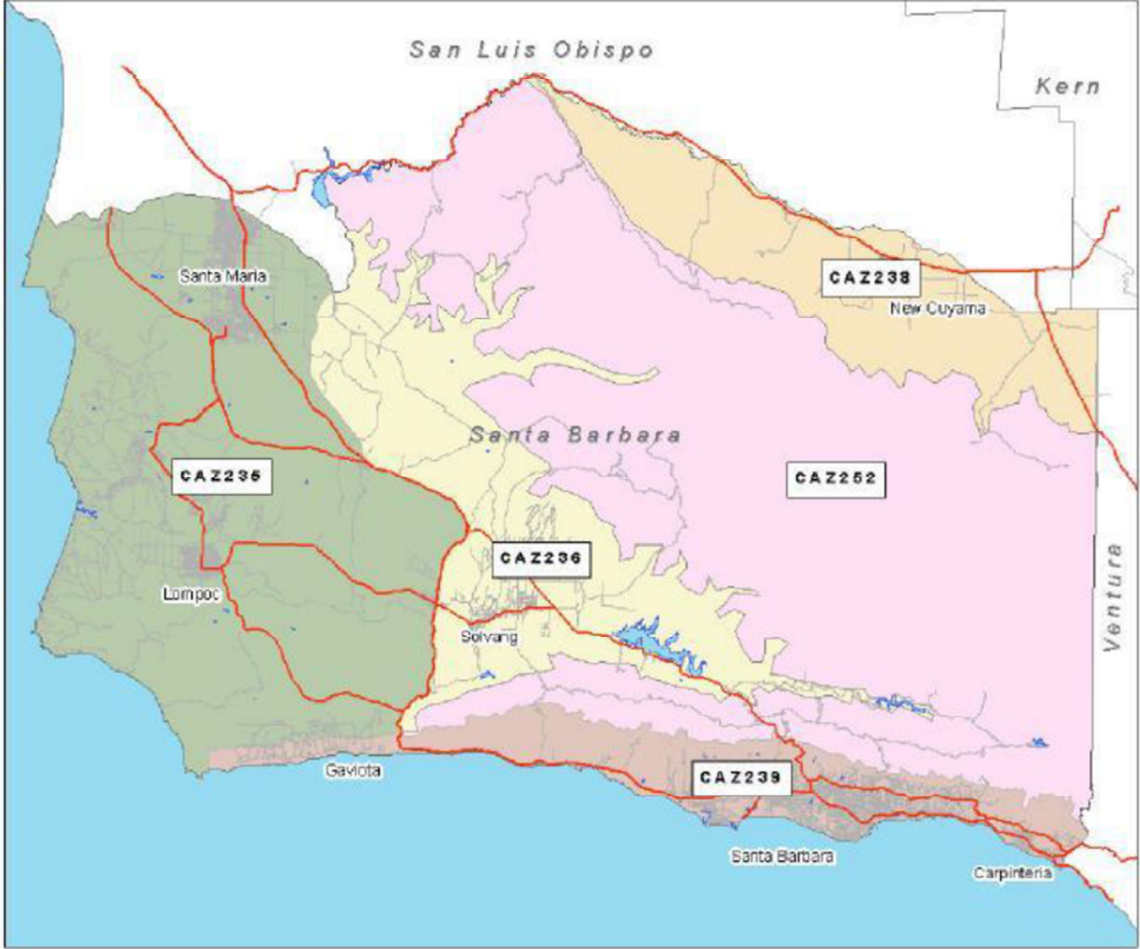 San Luis Obispo
Kern
Santa Maria
CAZ238
New Cuyama
Santa Barbara
CAZ235
CAZ252
CAZ236
Lompoc
Solvang
Ventura
Gaviota
CAZ239
Santa Barbara
Carpinteria